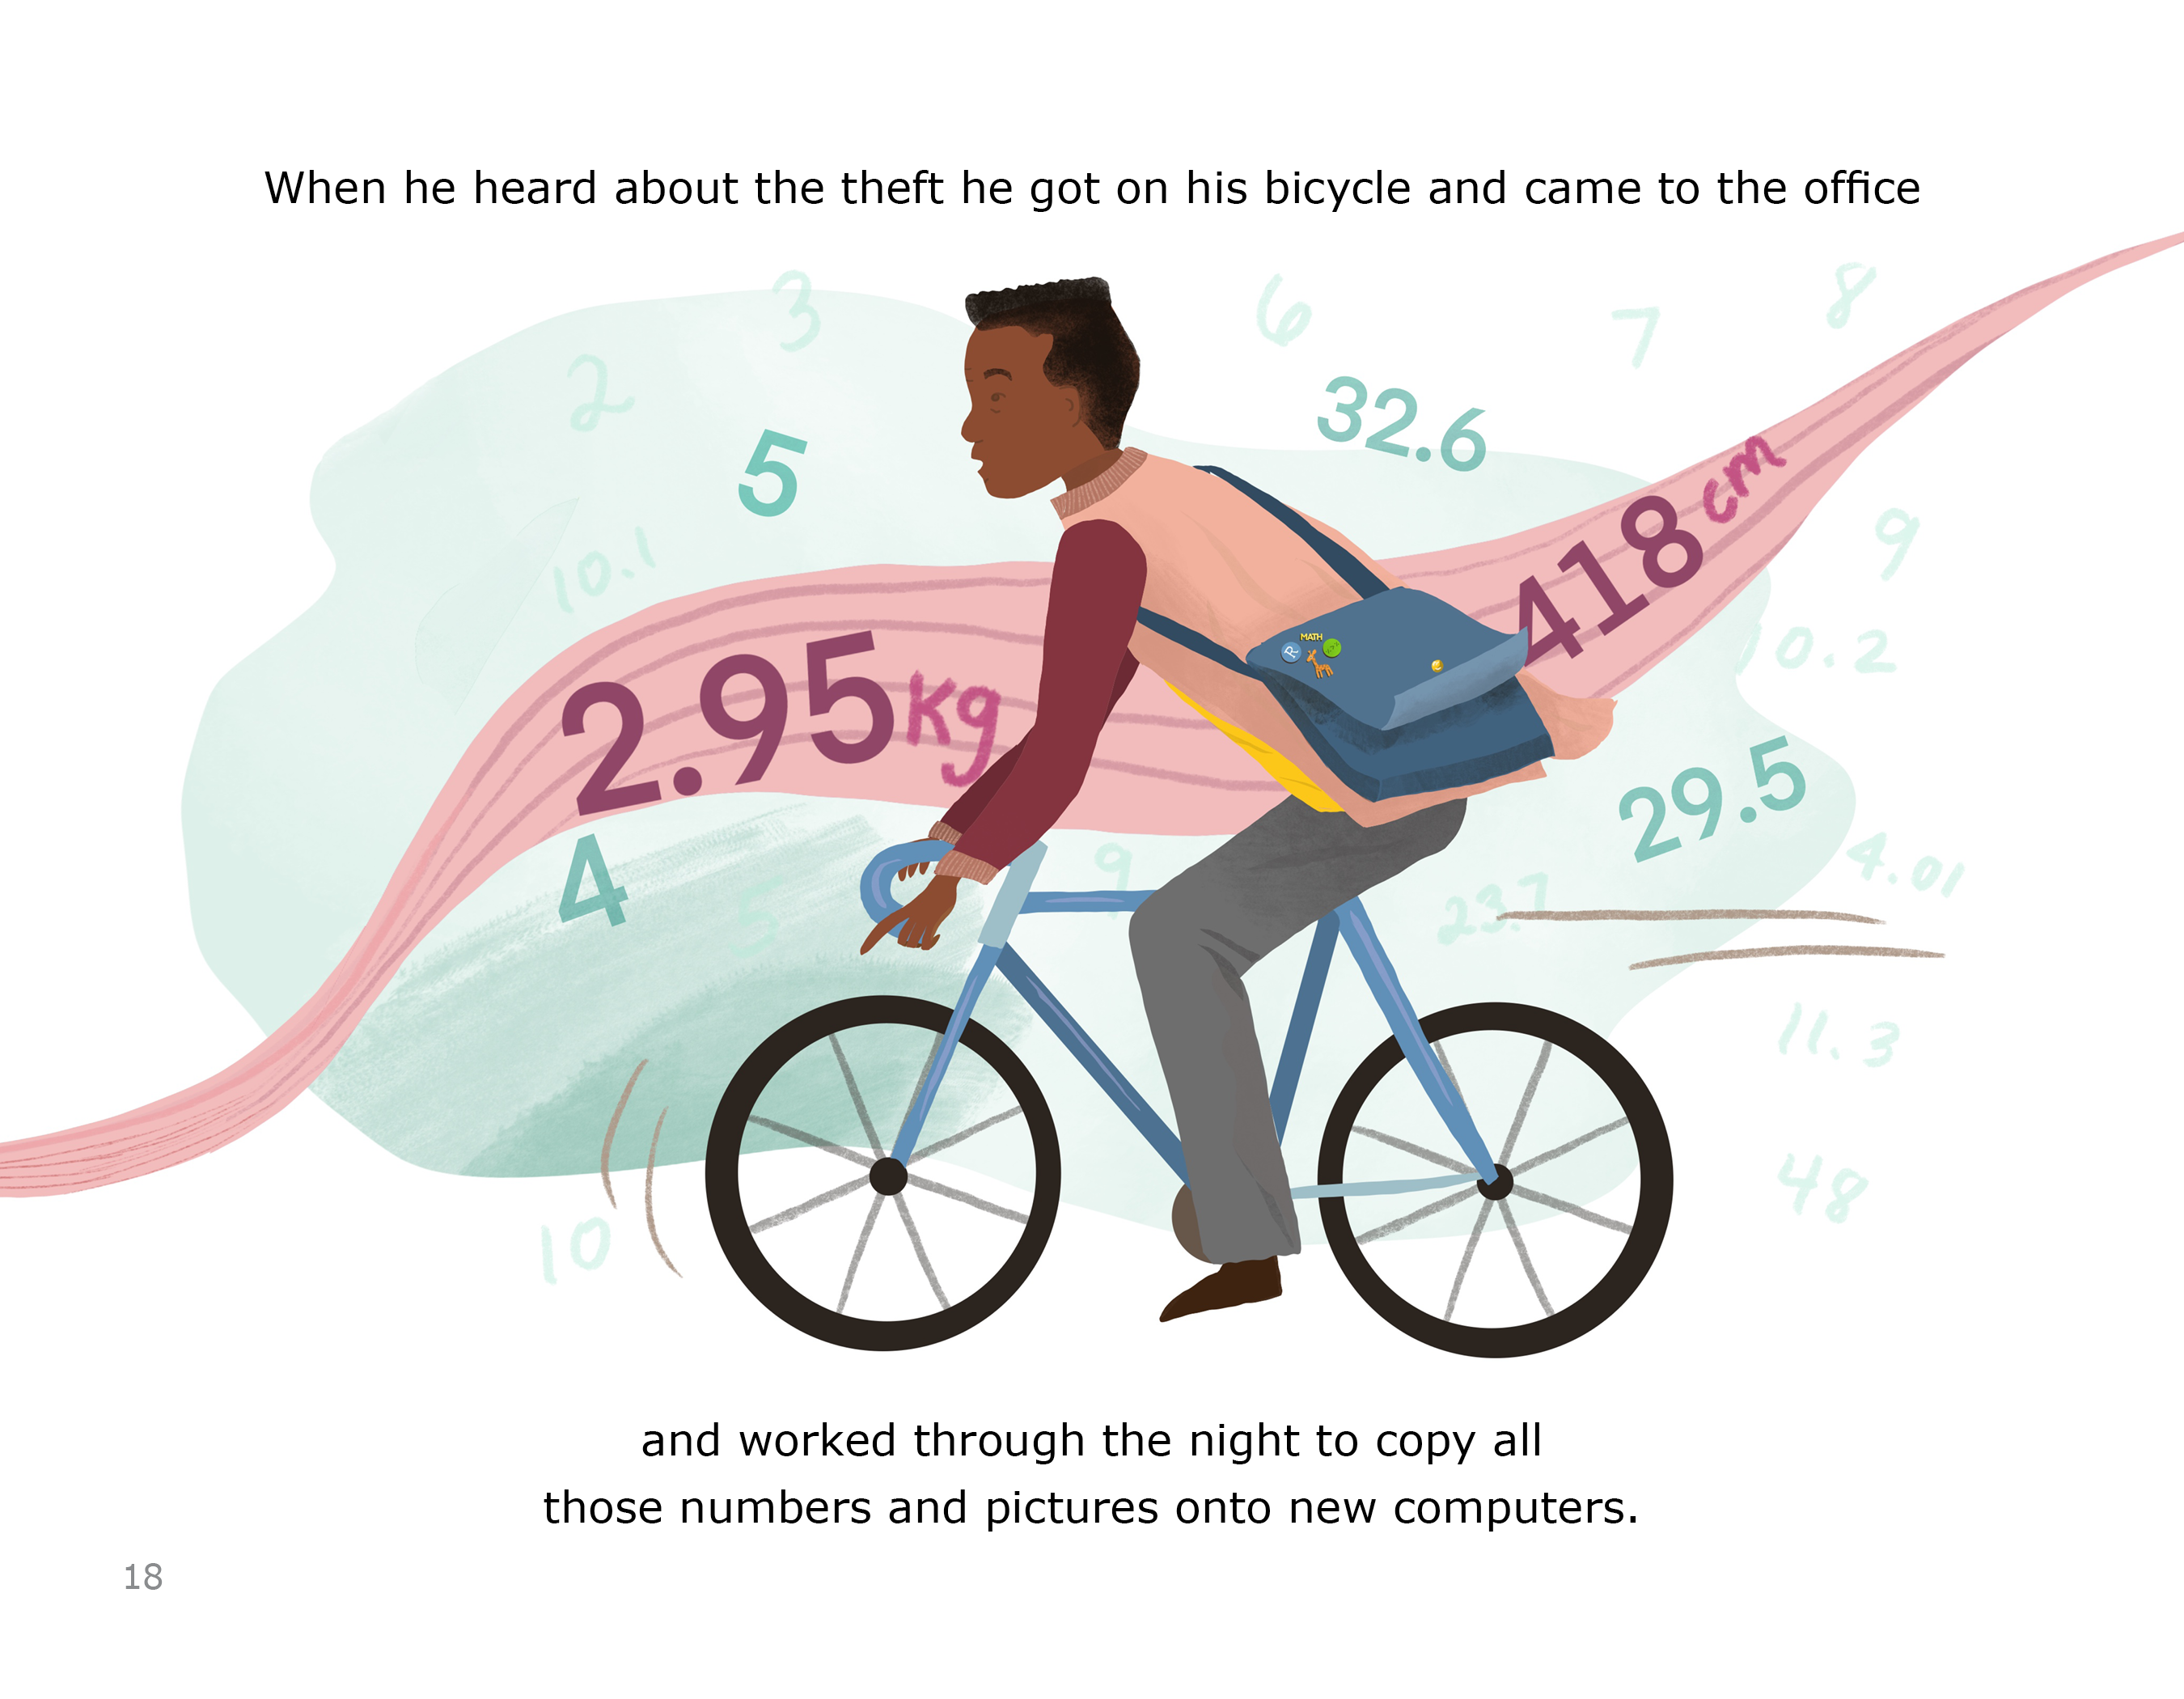 When he heard about the theft he got on his bicycle and came to the office
3
6
7
8
2
5
32.6
10.1
418 cm
9
MATH
R
10.2
2.95 kg
29.5
4
5
9
23.7
4.01
11.3
48
10
and worked through the night to copy all
those numbers and pictures onto new computers.
18